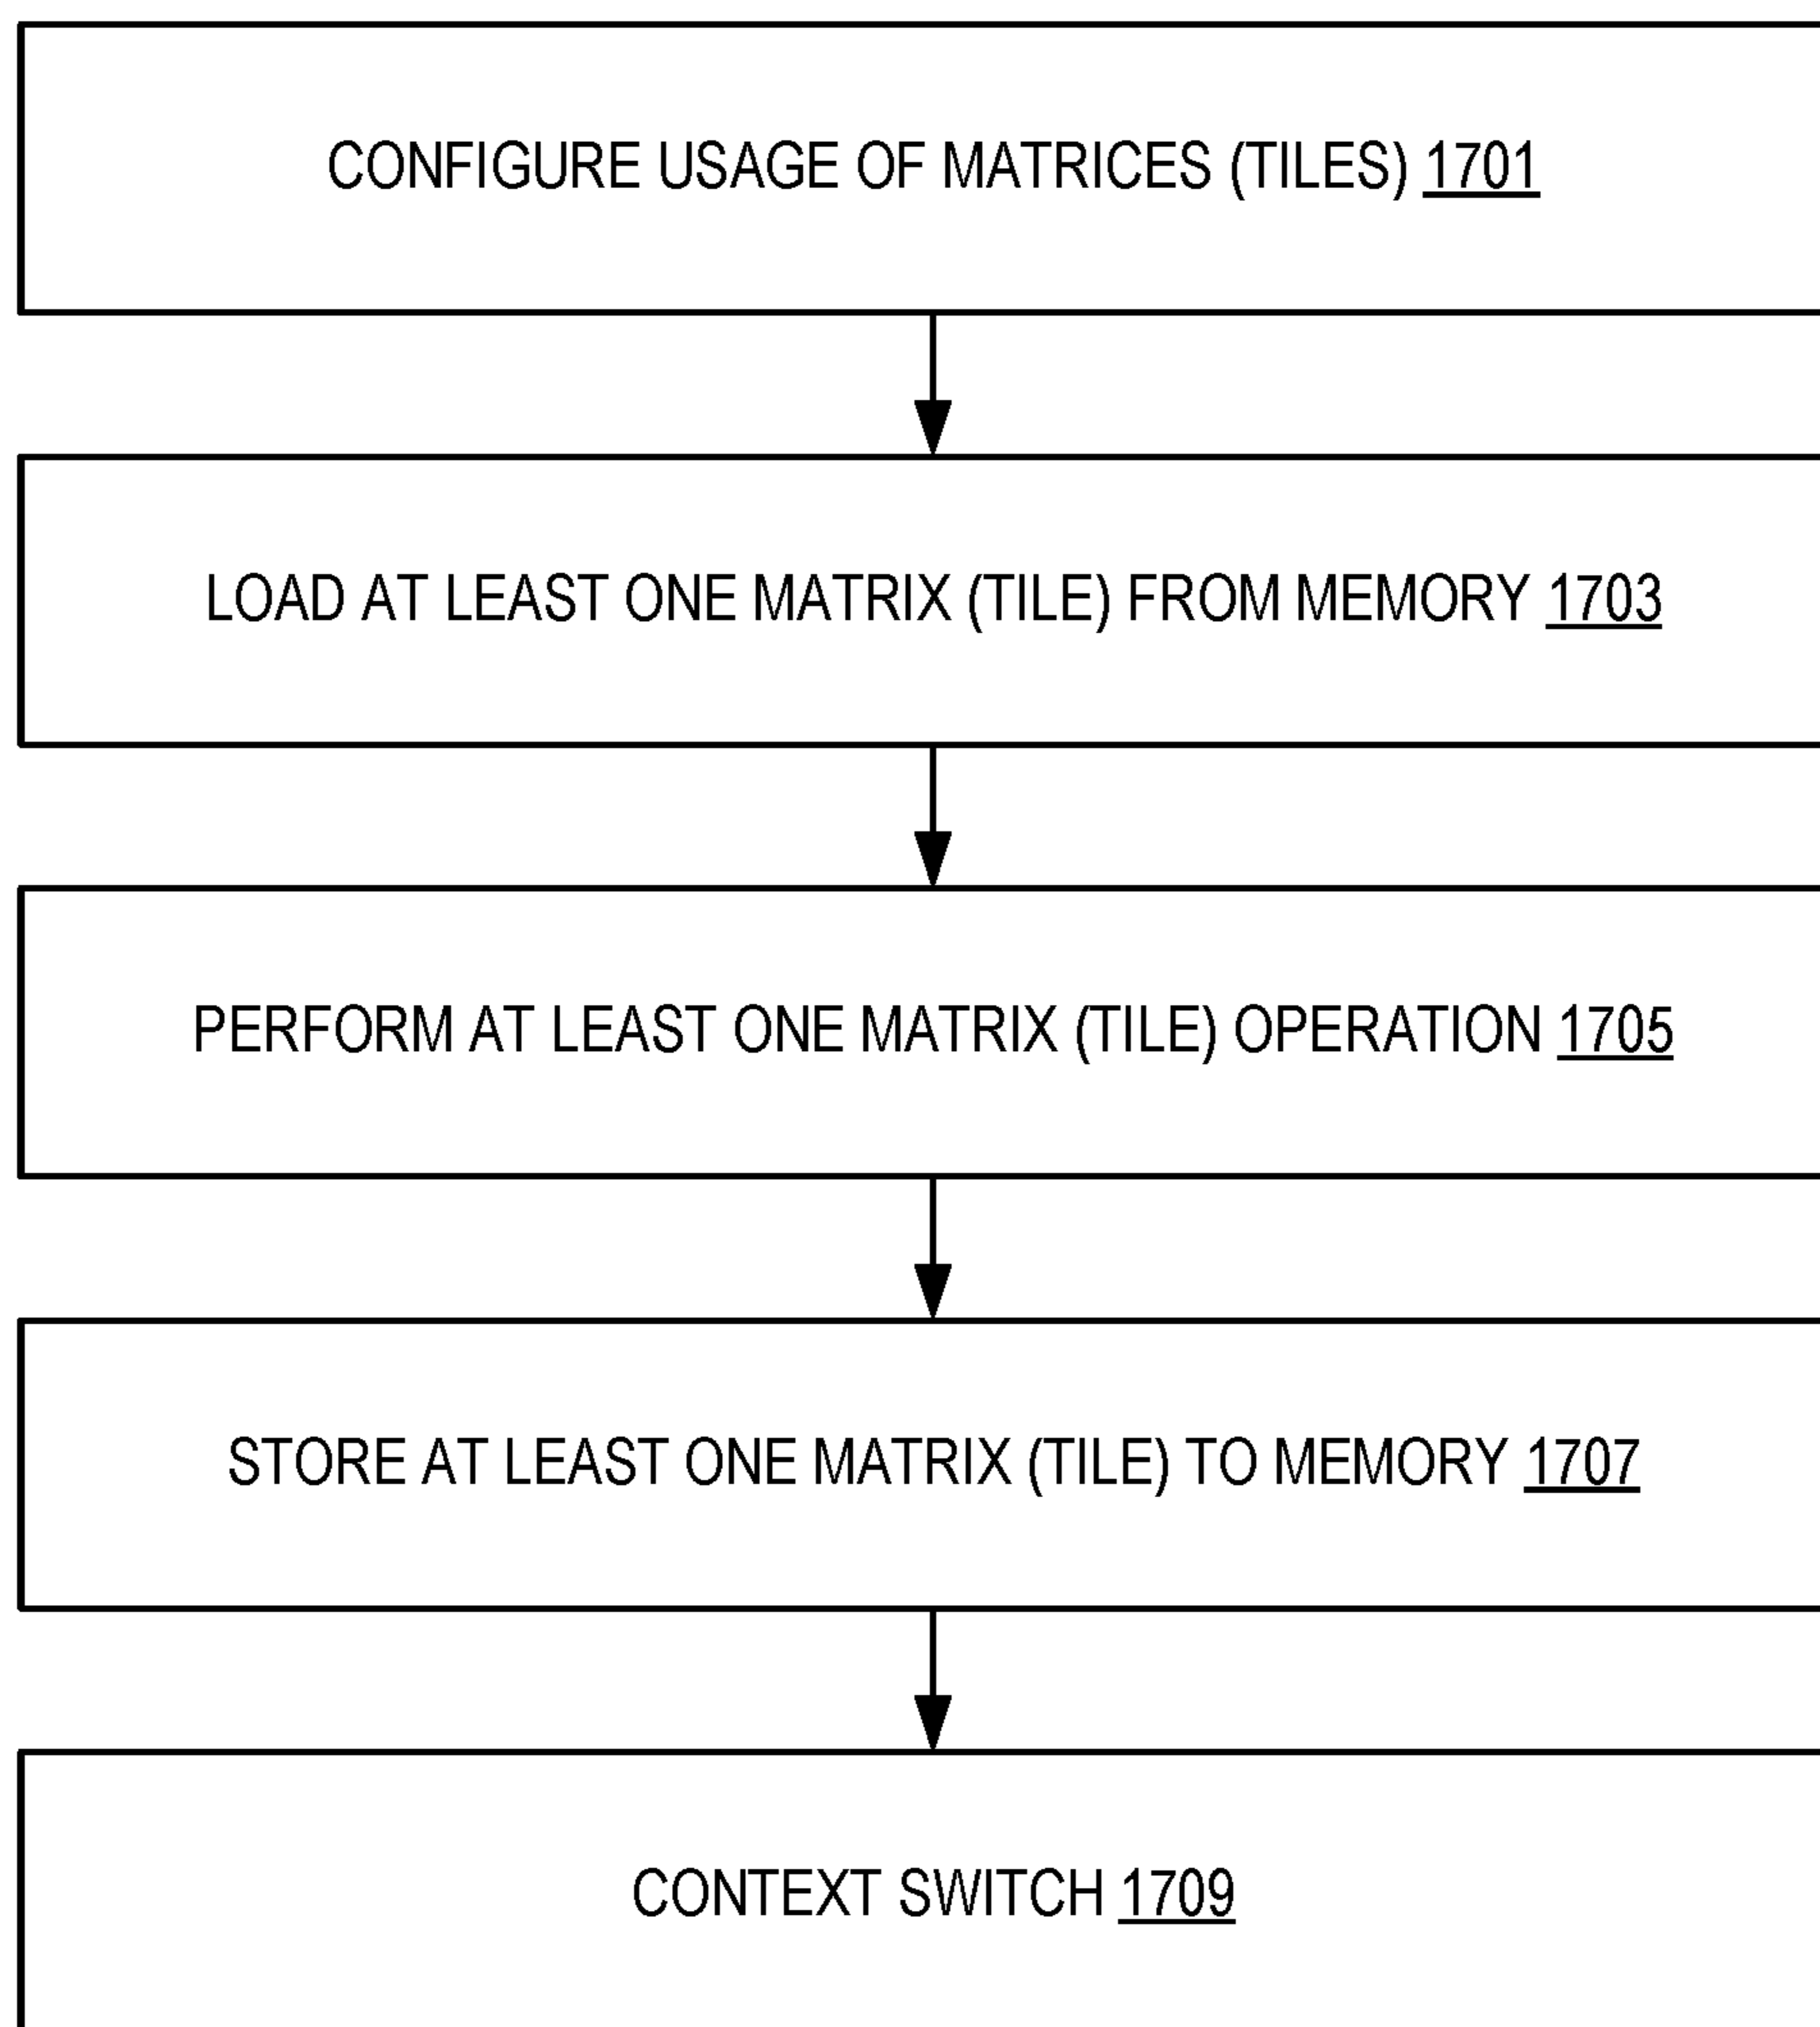 CONFIGURE USAGE OF MATRICES (TILES) 1701
LOAD AT LEAST ONE MATRIX (TILE) FROM MEMORY 1703
PERFORM AT LEAST ONE MATRIX (TILE) OPERATION 1705
STORE AT LEAST ONE MATRIX (TILE) TO MEMORY 1707
CONTEXT SWITCH 1709